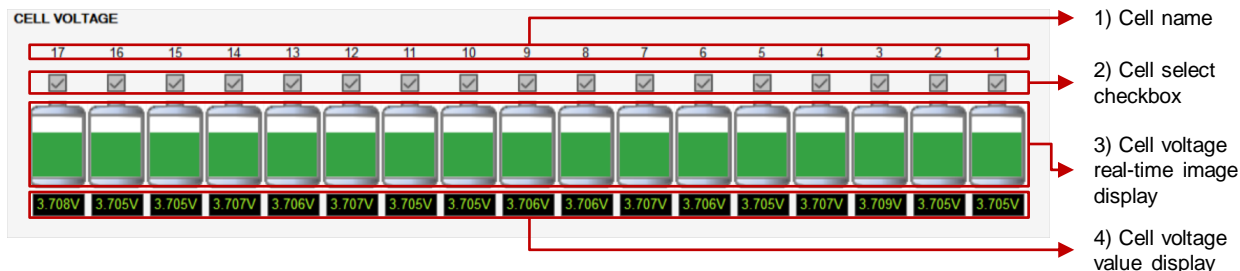 CELL VOLTAGE
17 16 15 14 13 12 11 10 9 8 7 6 5 4 3 2 1
3.708V 3.705V 3.705V 3.707V 3.706V 3.707V 3.705V 3.705V 3.706V 3.706V 3.707V 3.706V 3.705V 3.707V 3.709V 3.705V 3.705V
1) Cell name
2) Cell select
checkbox
3) Cell voltage
real-time image
display
4) Cell voltage
value display